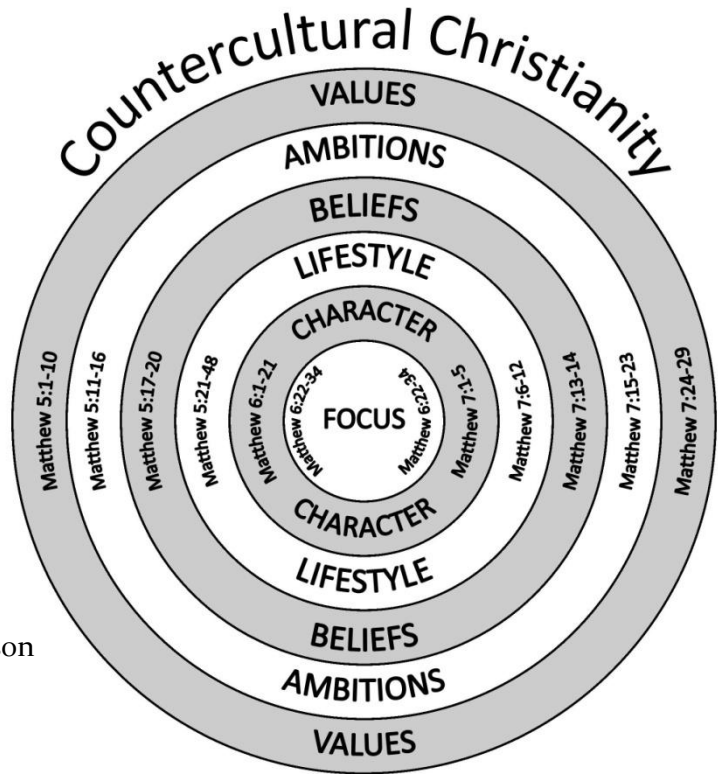 Countercultural Christianity
VALUES
AMBITIONS
BELIEFS
LIFESTYLE
CHARACTER
Matthew 5:1-10
Matthew 5:11-16
Matthew 5:17-20
Matthew 5:21-48
Matthew 6:1-21
Matthew 6:22-34
FOCUS
Matthew 6:22-34
Matthew 7:1-5
Matthew 7:6-12
Matthew 7:13-14
Matthew 7:15-23
Matthew 7:24-29
CHARACTER
LIFESTYLE
BELIEFS
on
AMBITIONS
VALUES